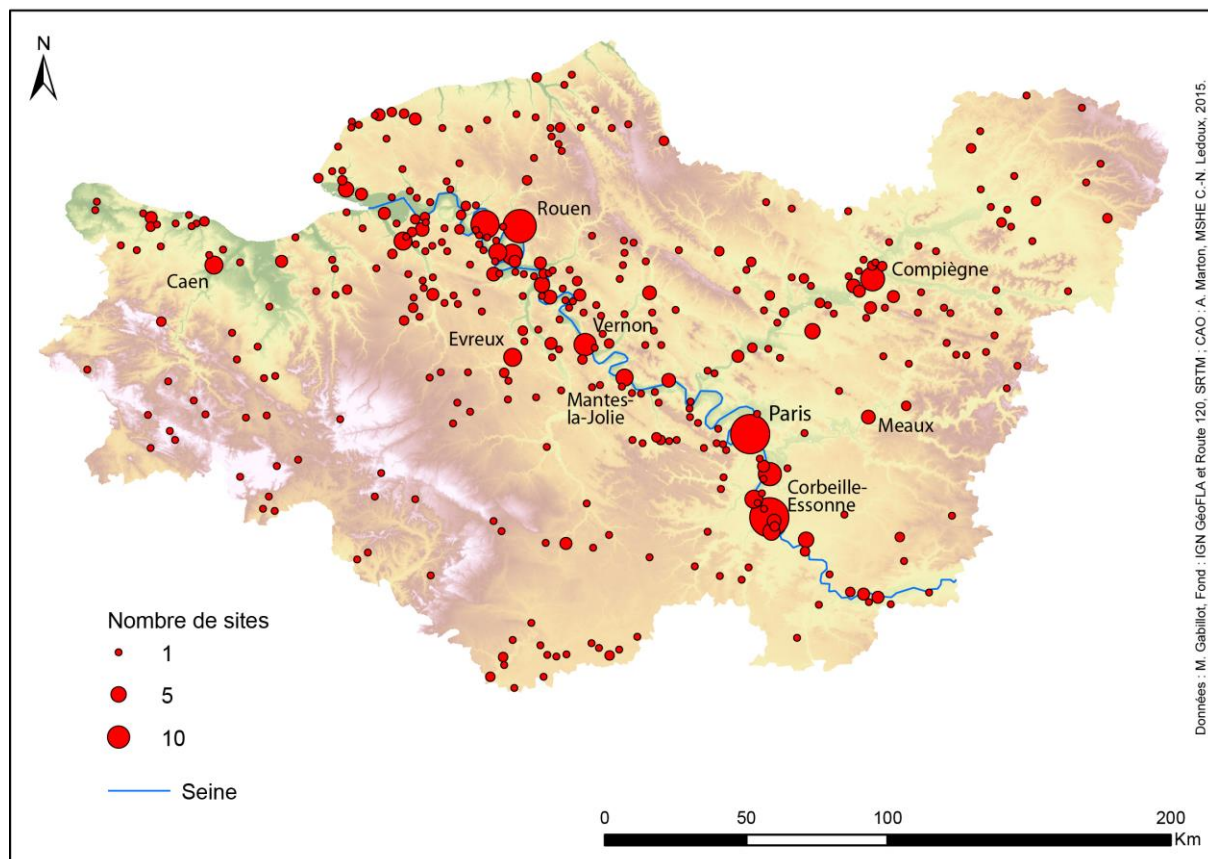 N
Rouen
Caen
Compiègne
Vernon
Evreux
Mantes-
la-Jolie
Paris
Meaux
Corbeille-
Essonne
Nombre de sites
1
5
10
Seine
0 50 100 200
Km
Données : M. Gabillot, Fond : IGN GéoFLA et Route 120, SRTM ; CAO : A. Marton, MSHE C.-N. Ledoux, 2015.